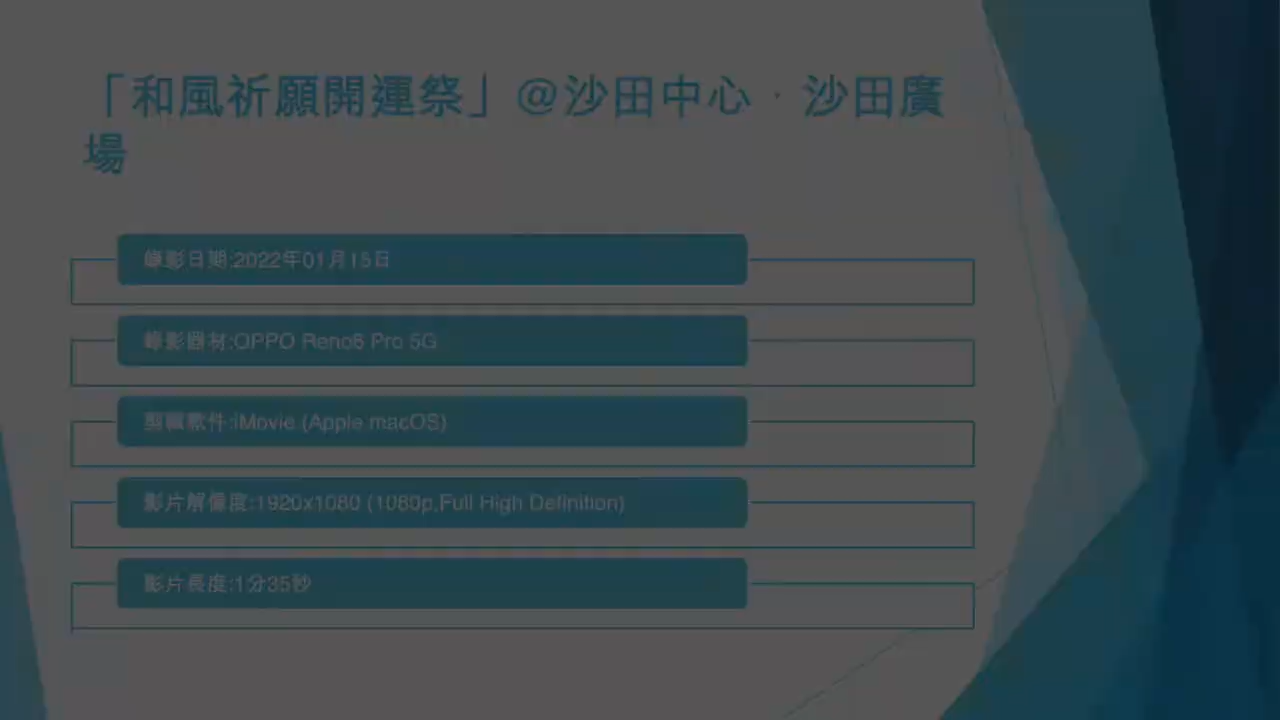 「和風祈願開運祭」@沙田中心‧沙田廣
場
錄影日期:2022年01月15日
錄影器材:OPPO Reno6 Pro 5G
剪輯軟件:iMovie (Apple macOS)
影片解像度:1920x1080 (1080p,Full High Definition)
影片長度:1分35秒